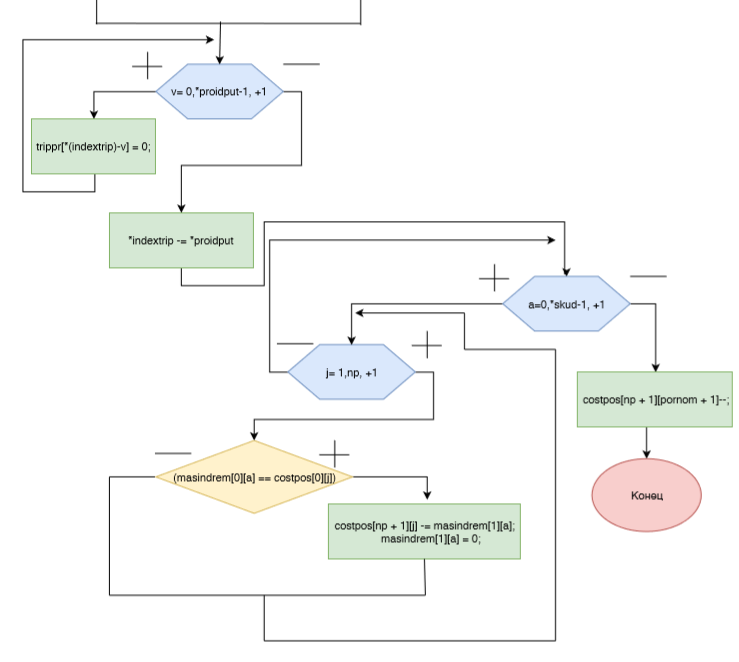 v= 0,*proidput-1, +1
trippr[*(indextrip)-v] = 0;
*indextrip -= *proidput
a=0,*skud-1, +1
j= 1,np, +1
costpos[np + 1][pornom + 1]--;
(masindrem[0][a] == costpos[0][j])
Конец
costpos[np + 1][j] -= masindrem[1][a];
masindrem[1][a] = 0;